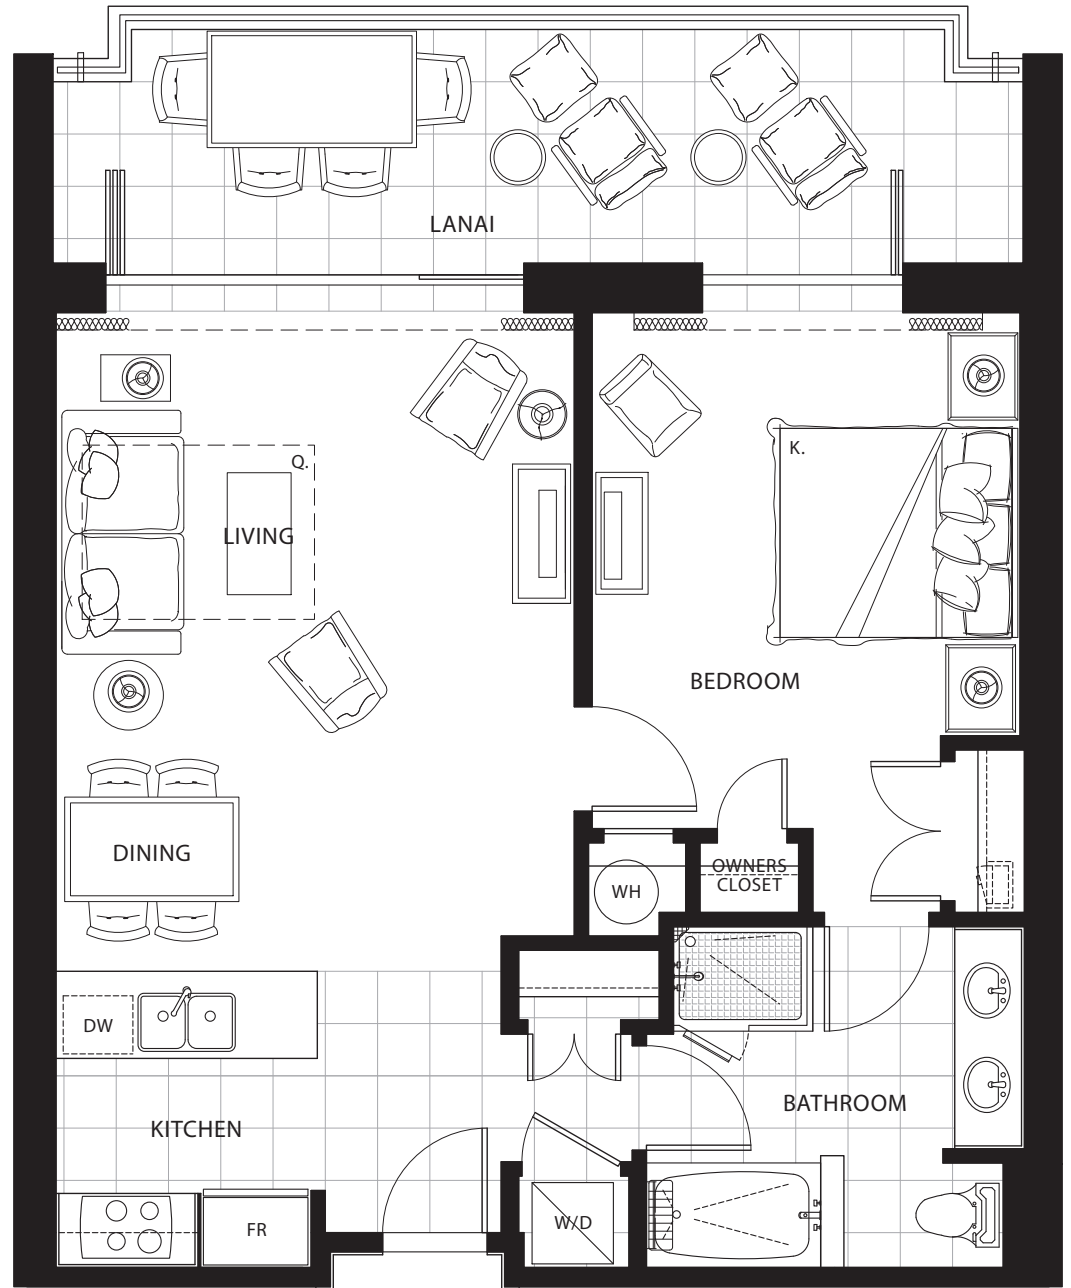 LANAI
Q.
K.
LIVING
BEDROOM
DINING
OWNERS
CLOSET
WH
DW
KITCHEN
BATHROOM
W/D
FR